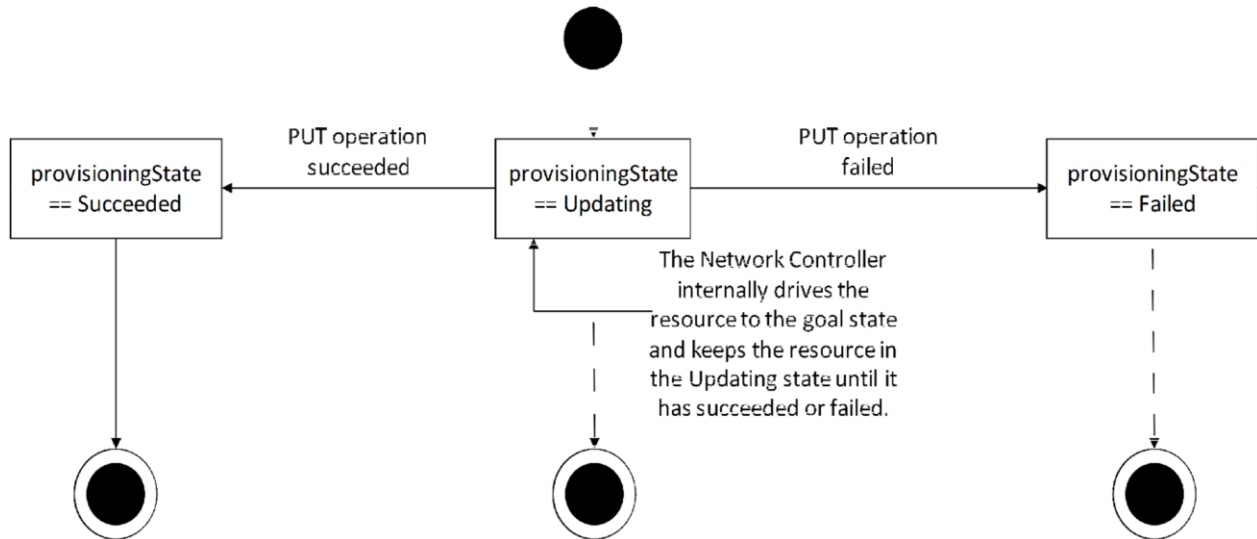 PUT operation
succeeded
PUT operation
failed
provisioningState
== Succeeded
provisioningState
== Updating
provisioningState
== Failed
The Network Controller
internally drives the
resource to the goal state
and keeps the resource in
the Updating state until it
has succeeded or failed.